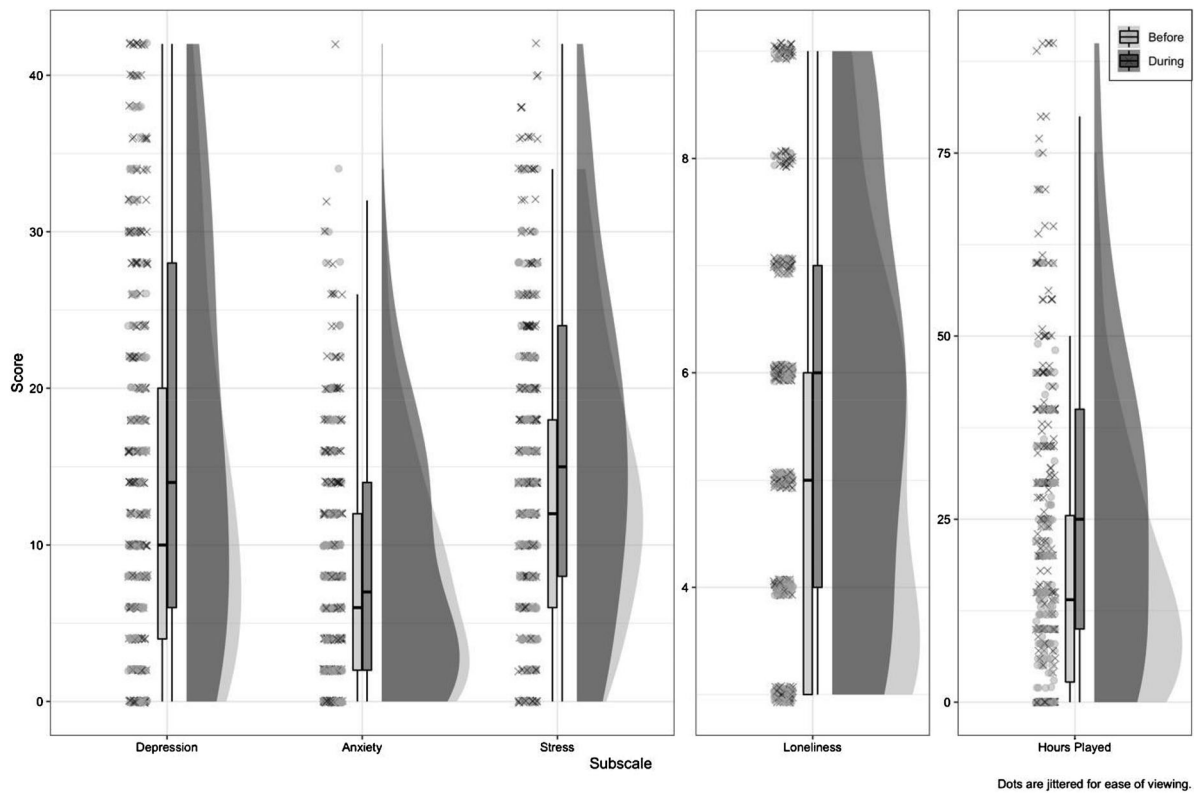 Score
40
30
20
10
0
Depression
Anxiety
Stress
8
6
4
Loneliness
75
50
25
0
Hours Played
Before
During
Subscale
Dots are jittered for ease of viewing.